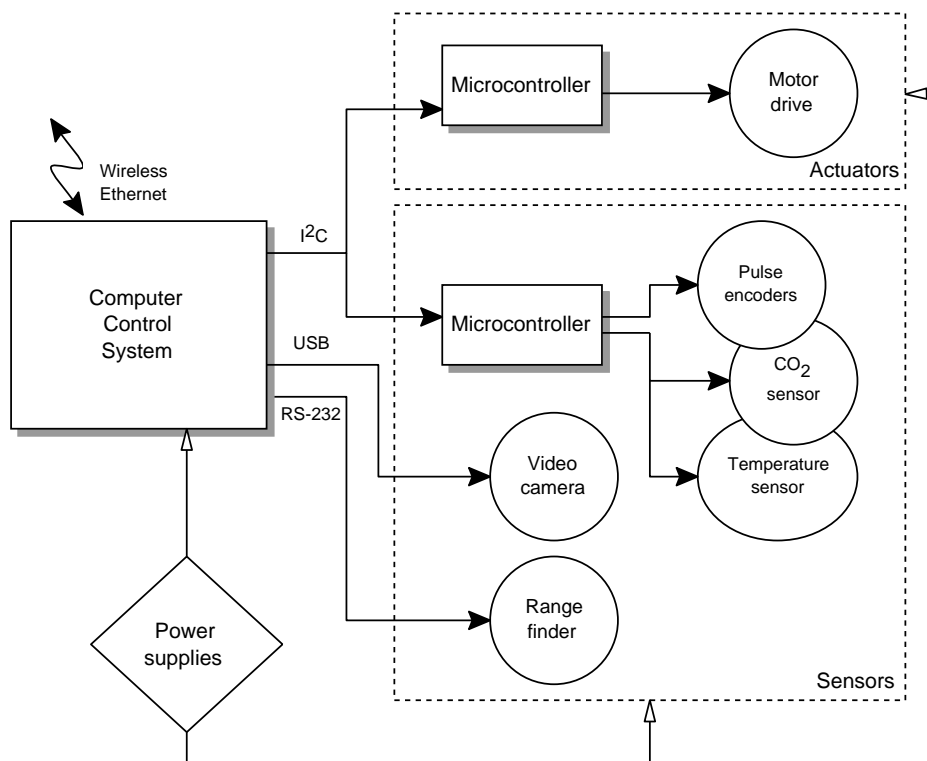 Microcontroller
Motor
drive
Actuators
Wireless
Ethernet
I²C
Computer
Control
System
Microcontroller
Pulse
encoders
USB
CO₂
sensor
RS-232
Video
camera
Temperature
sensor
Range
finder
Power
supplies
Sensors